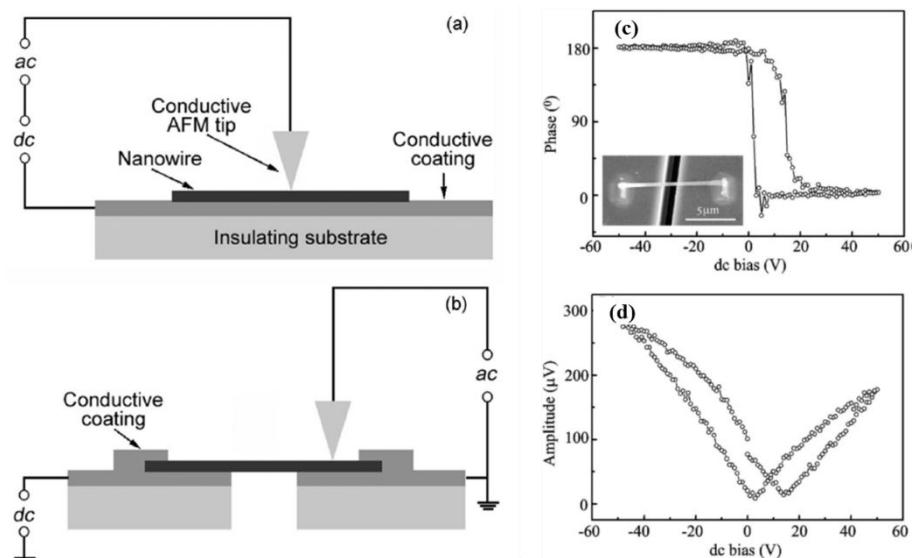 (a)
ac
dc
Conductive
AFM tip
Nanowire
Conductive
coating
Insulating substrate
(b)
Conductive
coating
ac
dc
(c)
180
90
0
Phase (⁰)
5μm
-60 -40 -20 0 20 40 60
dc bias (V)
(d)
300
200
100
0
Amplitude (μV)
-60 -40 -20 0 20 40 60
dc bias (V)